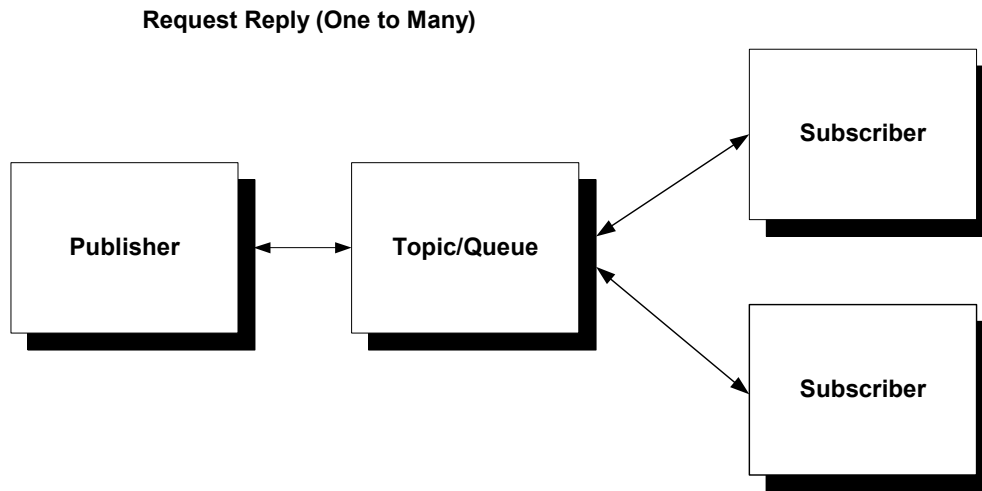 Request Reply (One to Many)
Subscriber
Publisher
Topic/Queue
Subscriber